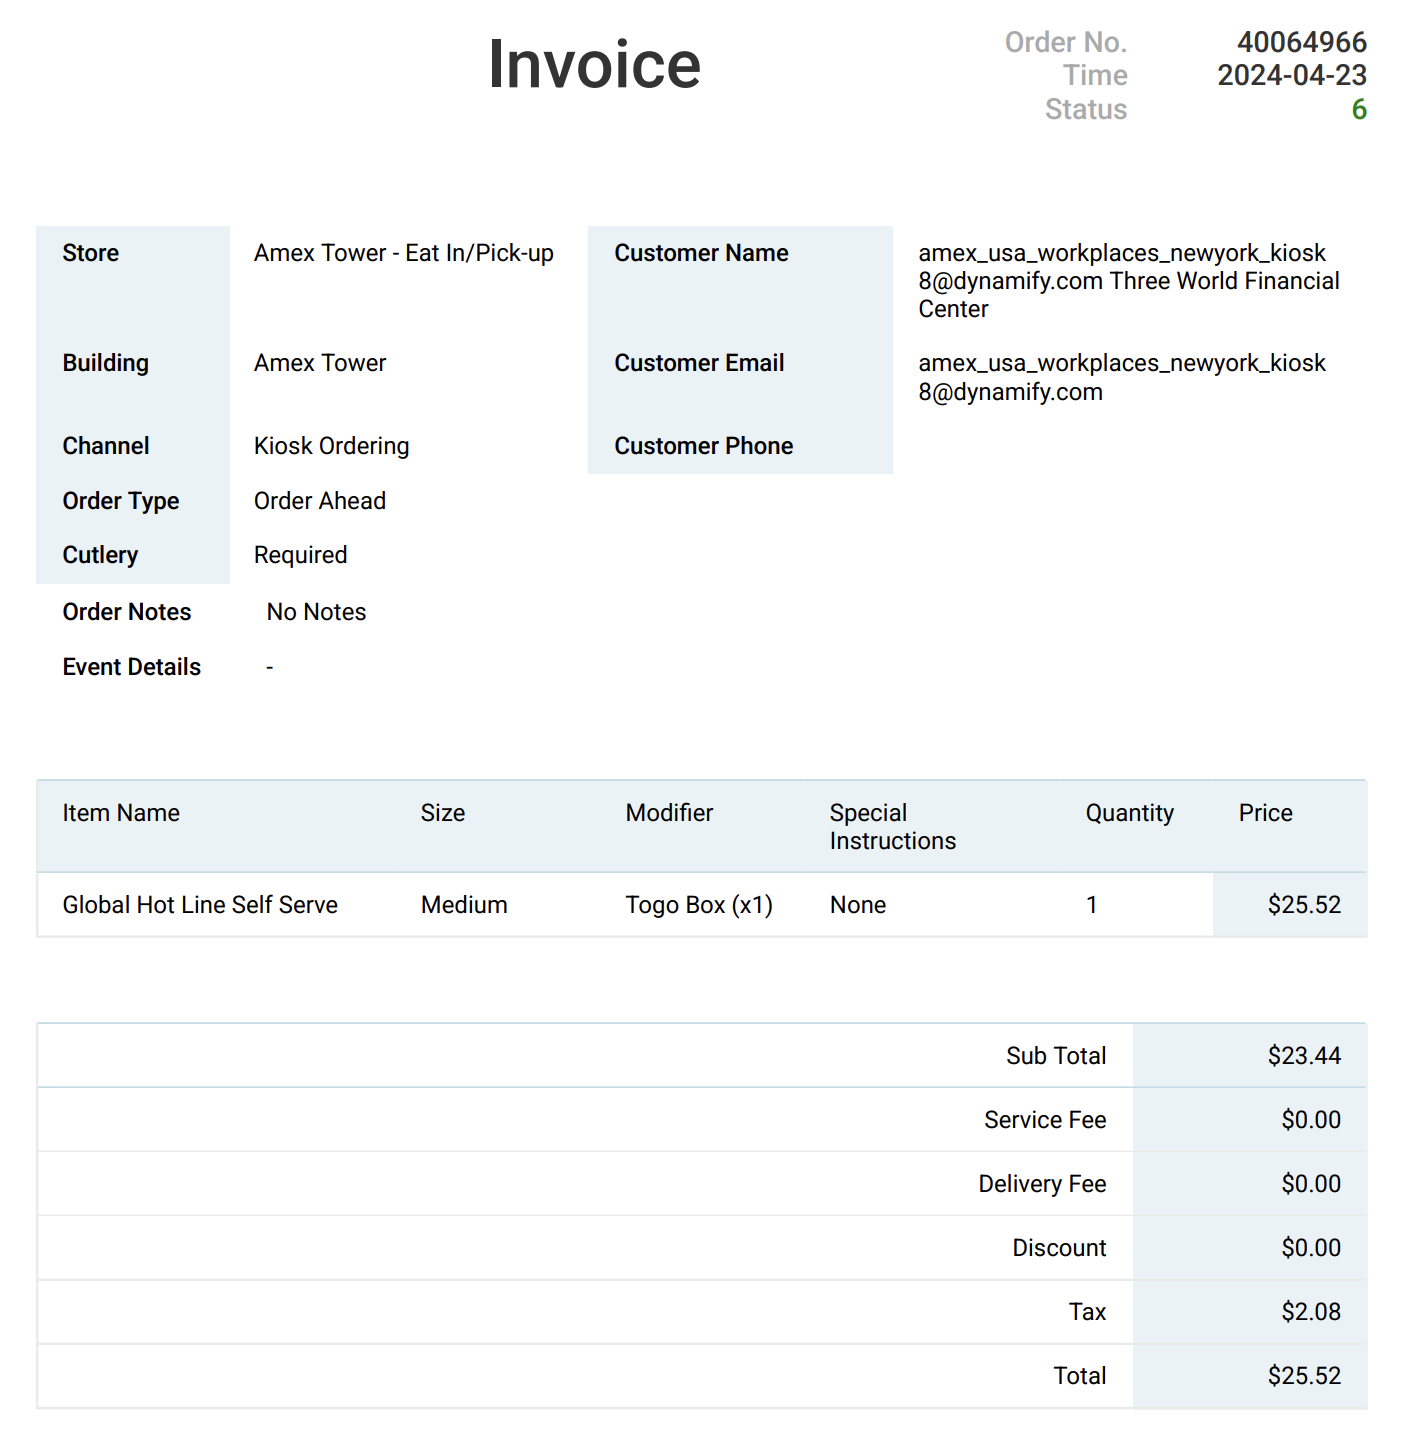 Invoice
Order No. 40064966
Time 2024-04-23
Status 6
Store Amex Tower - Eat In/Pick-up
Customer Name amex_usa_workplaces_newyork_kiosk
8@dynamify.com Three World Financial
Center
Building Amex Tower
Customer Email amex_usa_workplaces_newyork_kiosk
8@dynamify.com
Channel Kiosk Ordering
Customer Phone
Order Type Order Ahead
Cutlery Required
Order Notes No Notes
Event Details -
Item Name Size Modifier Special Quantity Price
Instructions
Global Hot Line Self Serve Medium Togo Box (x1) None 1 $25.52
Sub Total $23.44
Service Fee $0.00
Delivery Fee $0.00
Discount $0.00
Tax $2.08
Total $25.52